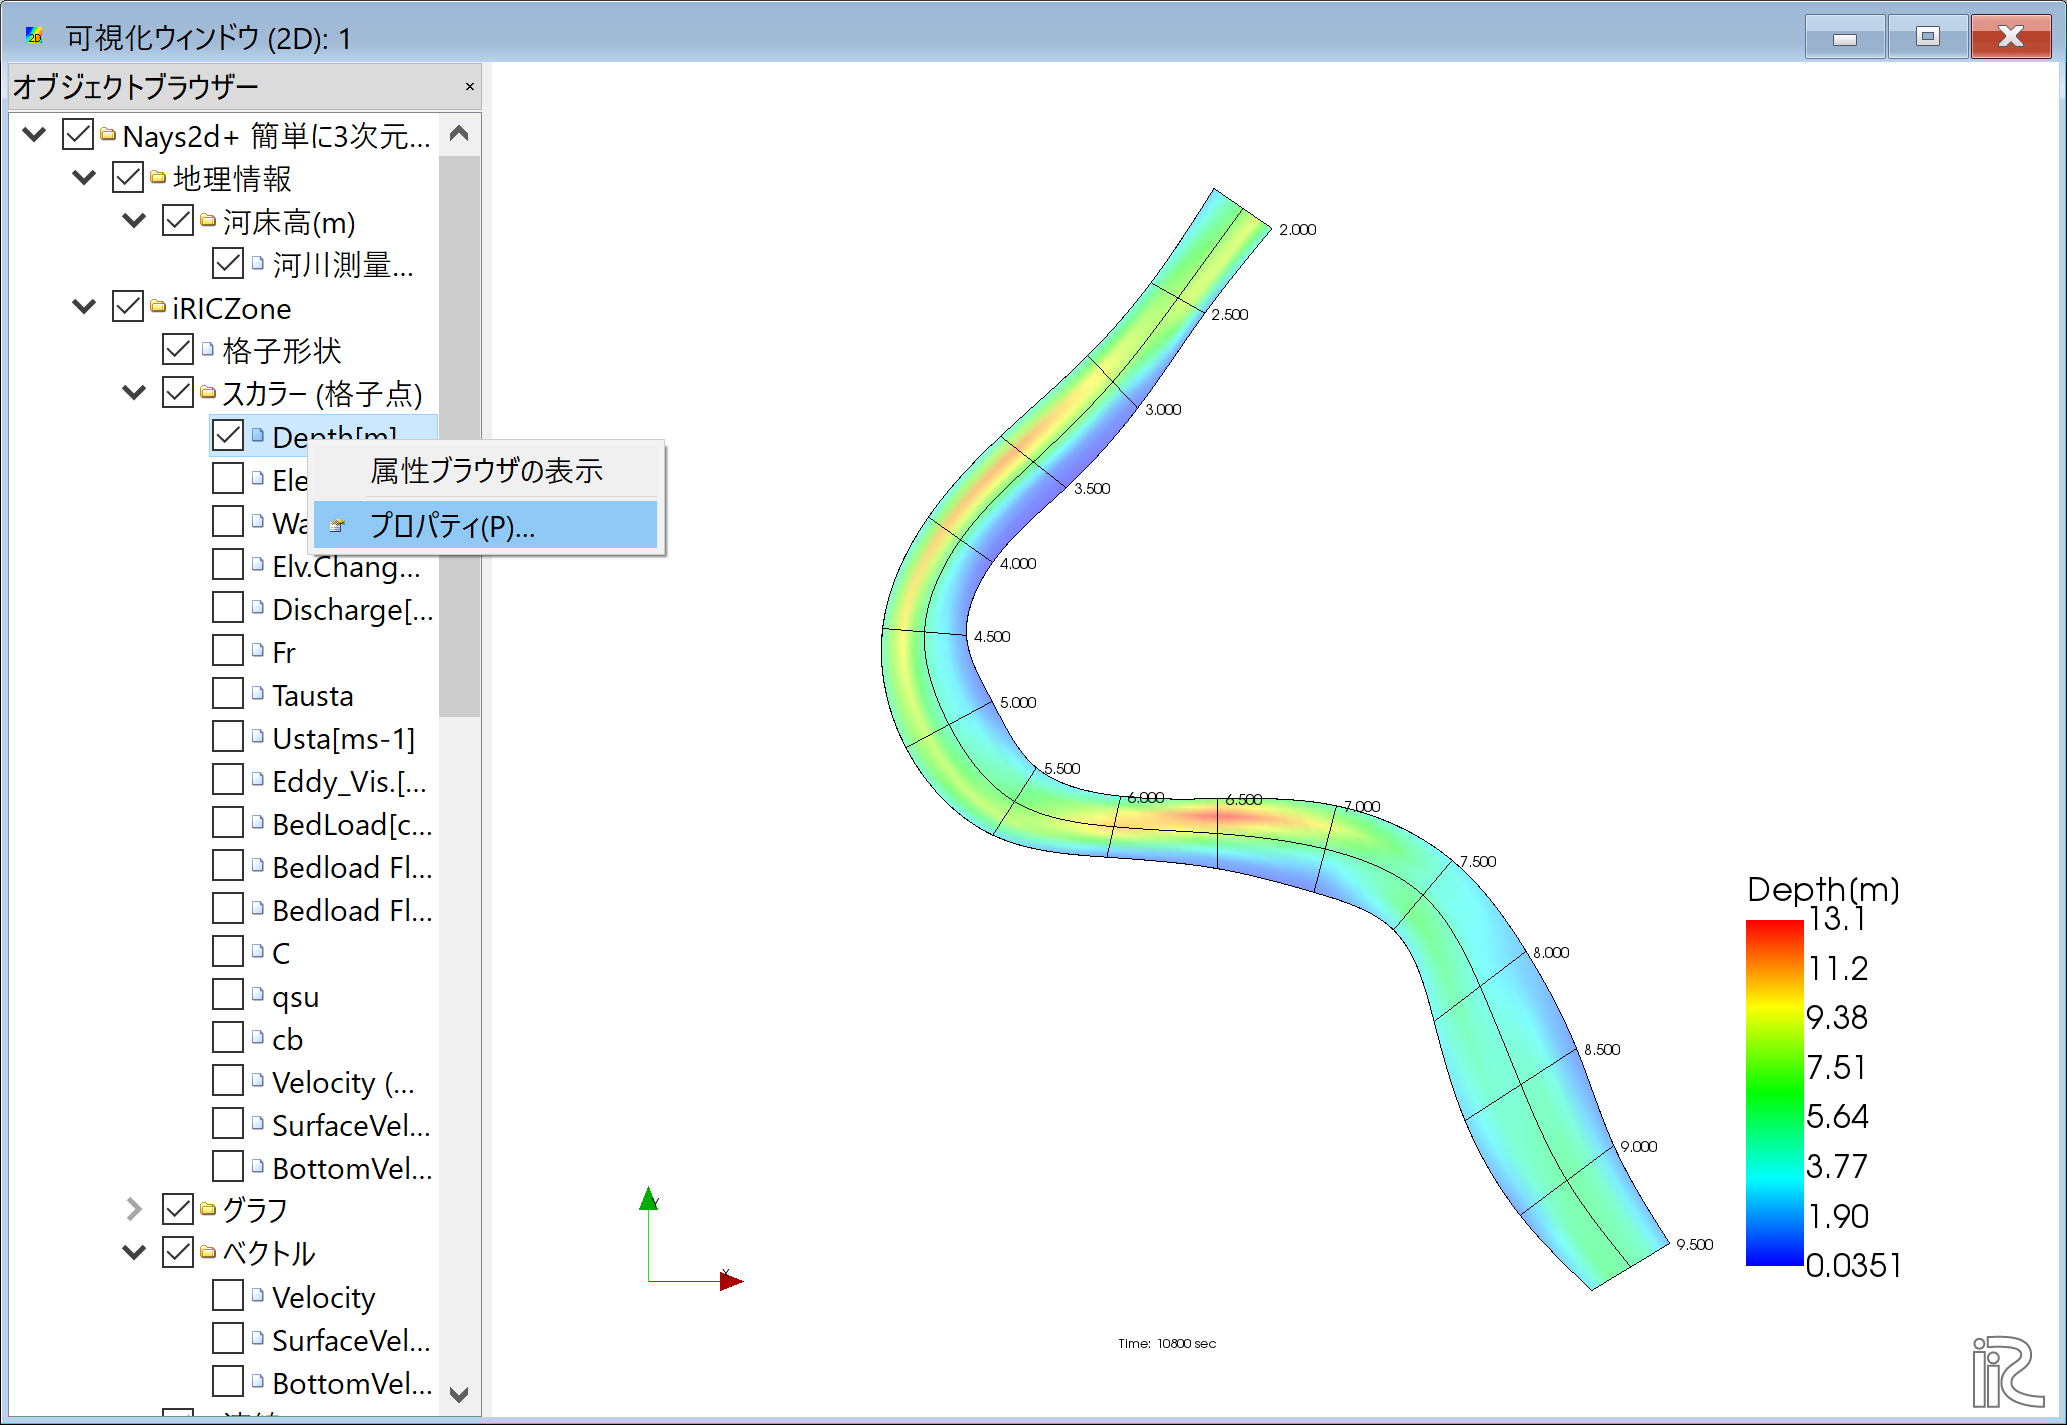 可視化ウィンドウ (2D): 1
オブジェクトブラウザー
Nays2d+ 簡単に3次元...
地理情報
河床高(m)
河川測量...
iRICZone
格子形状
スカラー (格子点)
Depth[m]
属性ブラウザの表示
プロパティ(P)...
Ele
Wa
Elv.Chang...
Discharge[...
Fr
Tausta
Usta[ms-1]
Eddy_Vis.[...
BedLoad[c...
Bedload Fl...
Bedload Fl...
C
qsu
cb
Velocity (...
SurfaceVel...
BottomVel...
グラフ
ベクトル
Velocity
SurfaceVel...
BottomVel...
2.000
2.500
3.000
3.500
4.000
4.500
5.000
5.500
6.000
6.500
7.000
7.500
8.000
8.500
9.000
9.500
Depth(m)
13.1
11.2
9.38
7.51
5.64
3.77
1.90
0.0351
Y
X
Time: 10800 sec
iRiC